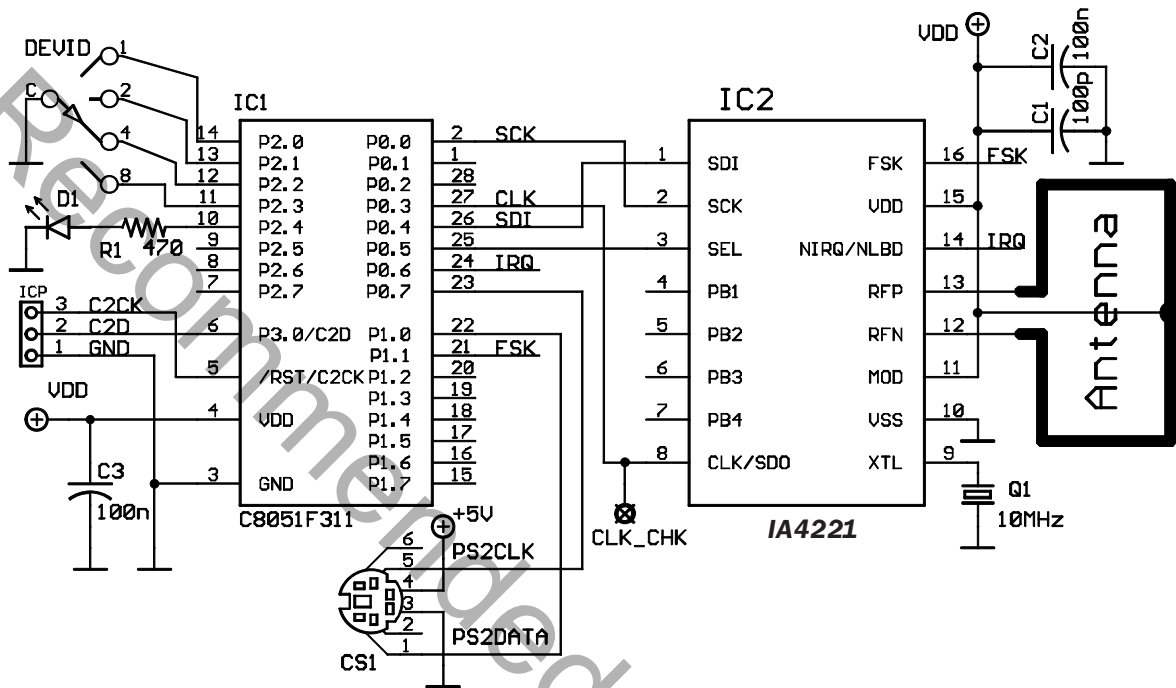 DEVID
1
C
2
4
8
D1
R1
470
ICP
3 C2CK
2 C2D
1 GND
VDD
C3
100n
IC1
14 P2.0
13 P2.1
12 P2.2
11 P2.3
10 P2.4
9 P2.5
8 P2.6
7 P2.7
6 P3.0/C2D
5 /RST/C2CK
4 VDD
3 GND
P0.0 2 SCK
P0.1 1
P0.2 28
P0.3 27 CLK
P0.4 26 SDI
P0.5 25
P0.6 24 IRQ
P0.7 23
P1.0 22
P1.1 21 FSK
P1.2 20
P1.3 19
P1.4 18
P1.5 17
P1.6 16
P1.7 15
C8051F311
+5V
6 PS2CLK
5
4
3
2 PS2DATA
1
CS1
CLK_CHK
IC2
1 SDI
2 SCK
3 SEL
4 PB1
5 PB2
6 PB3
7 PB4
8 CLK/SDO
FSK 16 FSK
VDD 15
NIRQ/NLBD 14 IRQ
RFP 13
RFN 12
MOD 11
VSS 10
XTL 9
IA4221
VDD
C2
100n
C1
100p
Antenna
Q1
10MHz
Recommended